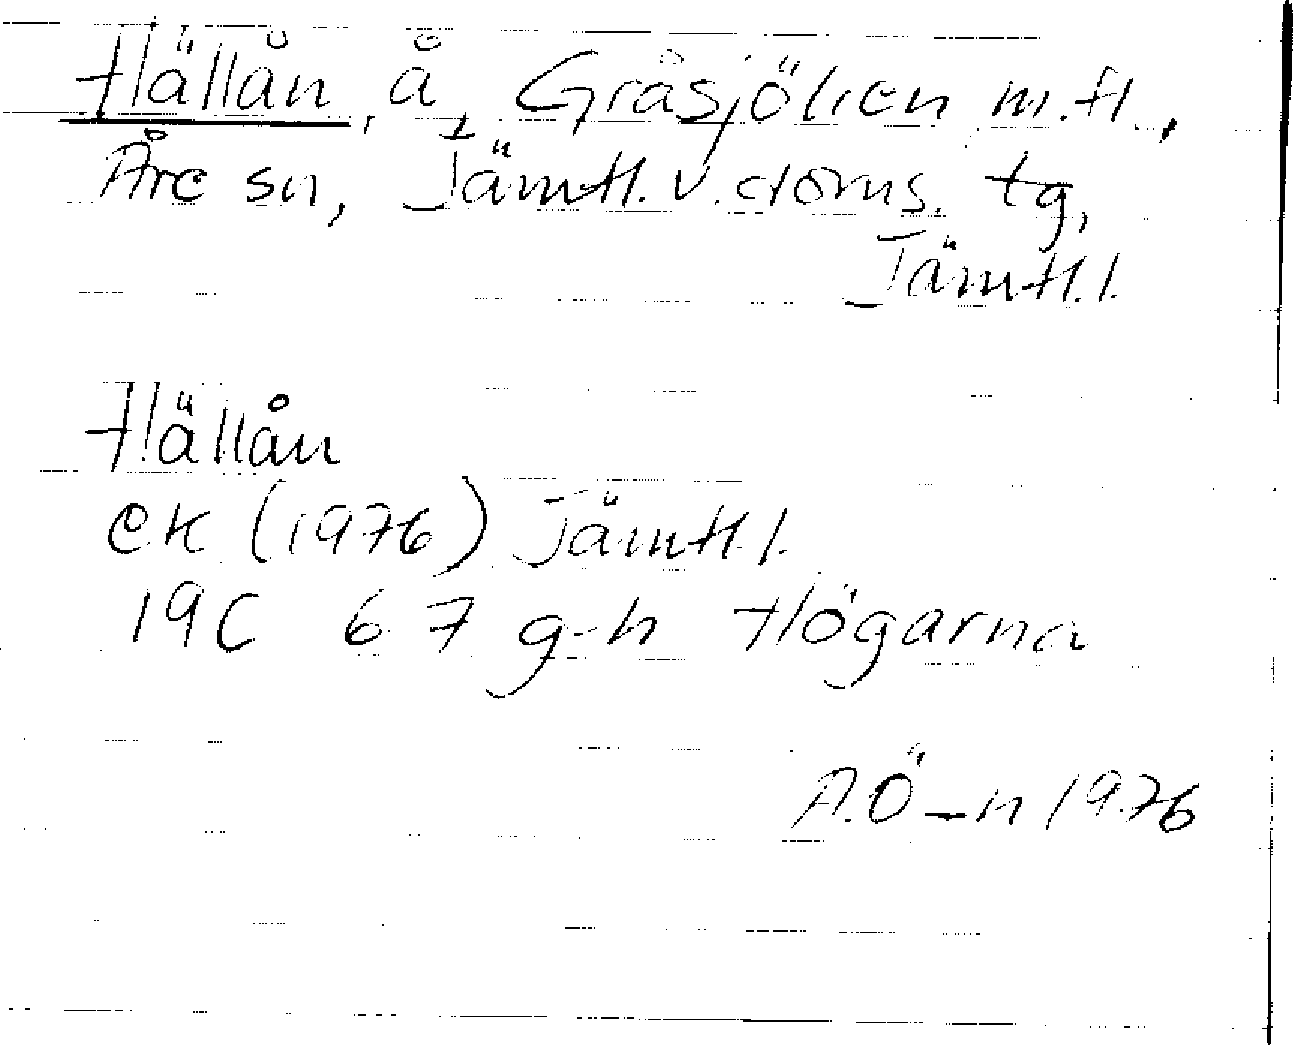 Hällån, å, Gråsjölien m.fl.,
Åre sn, Jämtl. v. doms. tg,
Jämtl. l.
Hällån
ek (1976) Jämtl. l.
19C 6 7 g-h Högarna
A.Ö-n 1976